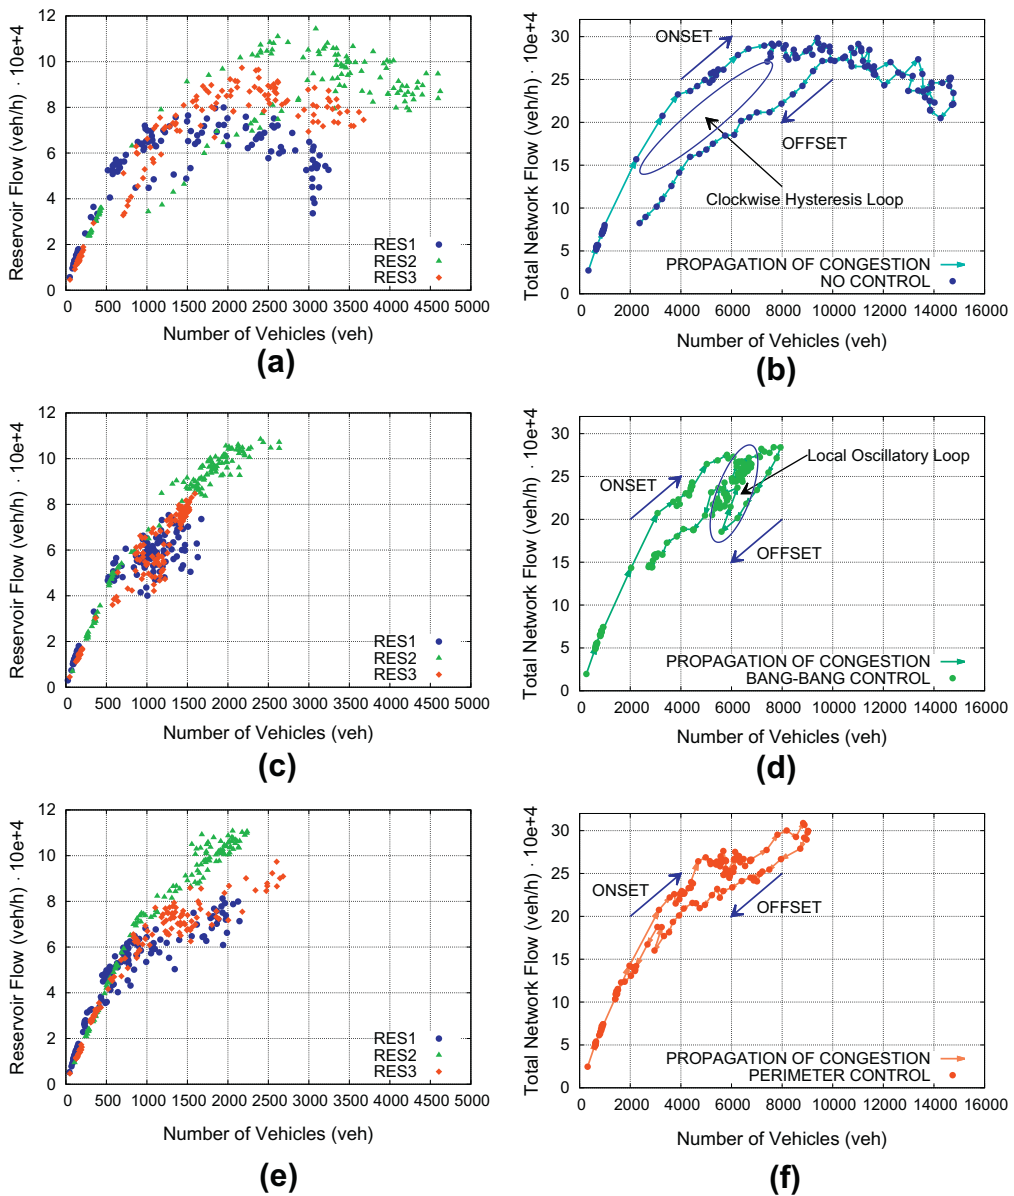 12
10
8
6
4
2
0
Reservoir Flow (veh/h) · 10e+4
RES1
RES2
RES3
0 500 1000 1500 2000 2500 3000 3500 4000 4500 5000
Number of Vehicles (veh)
(a)
30
25
20
15
10
5
0
Total Network Flow (veh/h) · 10e+4
ONSET
OFFSET
Clockwise Hysteresis Loop
PROPAGATION OF CONGESTION
NO CONTROL
0 2000 4000 6000 8000 10000 12000 14000 16000
Number of Vehicles (veh)
(b)
12
10
8
6
4
2
0
Reservoir Flow (veh/h) · 10e+4
RES1
RES2
RES3
0 500 1000 1500 2000 2500 3000 3500 4000 4500 5000
Number of Vehicles (veh)
(c)
30
25
20
15
10
5
0
Total Network Flow (veh/h) · 10e+4
Local Oscillatory Loop
ONSET
OFFSET
PROPAGATION OF CONGESTION
BANG-BANG CONTROL
0 2000 4000 6000 8000 10000 12000 14000 16000
Number of Vehicles (veh)
(d)
12
10
8
6
4
2
0
Reservoir Flow (veh/h) · 10e+4
RES1
RES2
RES3
0 500 1000 1500 2000 2500 3000 3500 4000 4500 5000
Number of Vehicles (veh)
(e)
30
25
20
15
10
5
0
Total Network Flow (veh/h) · 10e+4
ONSET
OFFSET
PROPAGATION OF CONGESTION
PERIMETER CONTROL
0 2000 4000 6000 8000 10000 12000 14000 16000
Number of Vehicles (veh)
(f)